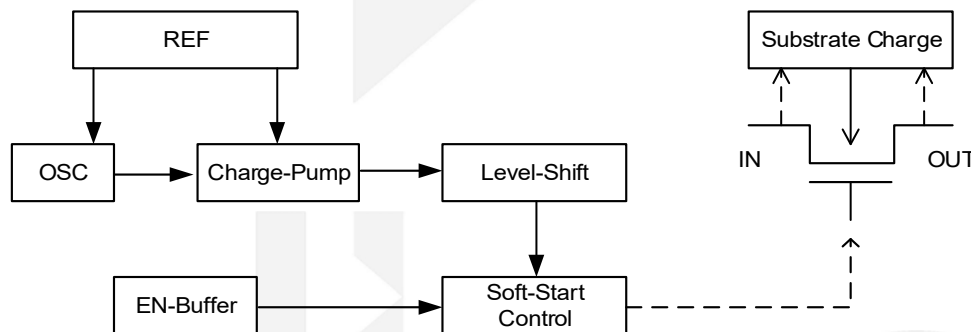 REF
Substrate Charge
OSC
Charge-Pump
Level-Shift
IN
OUT
EN-Buffer
Soft-Start
Control